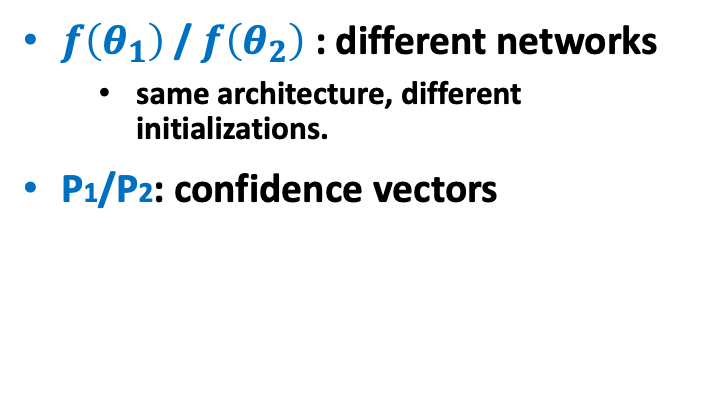 • f(θ₁) / f(θ₂) : different networks
• same architecture, different
initializations.
• P1/P2: confidence vectors